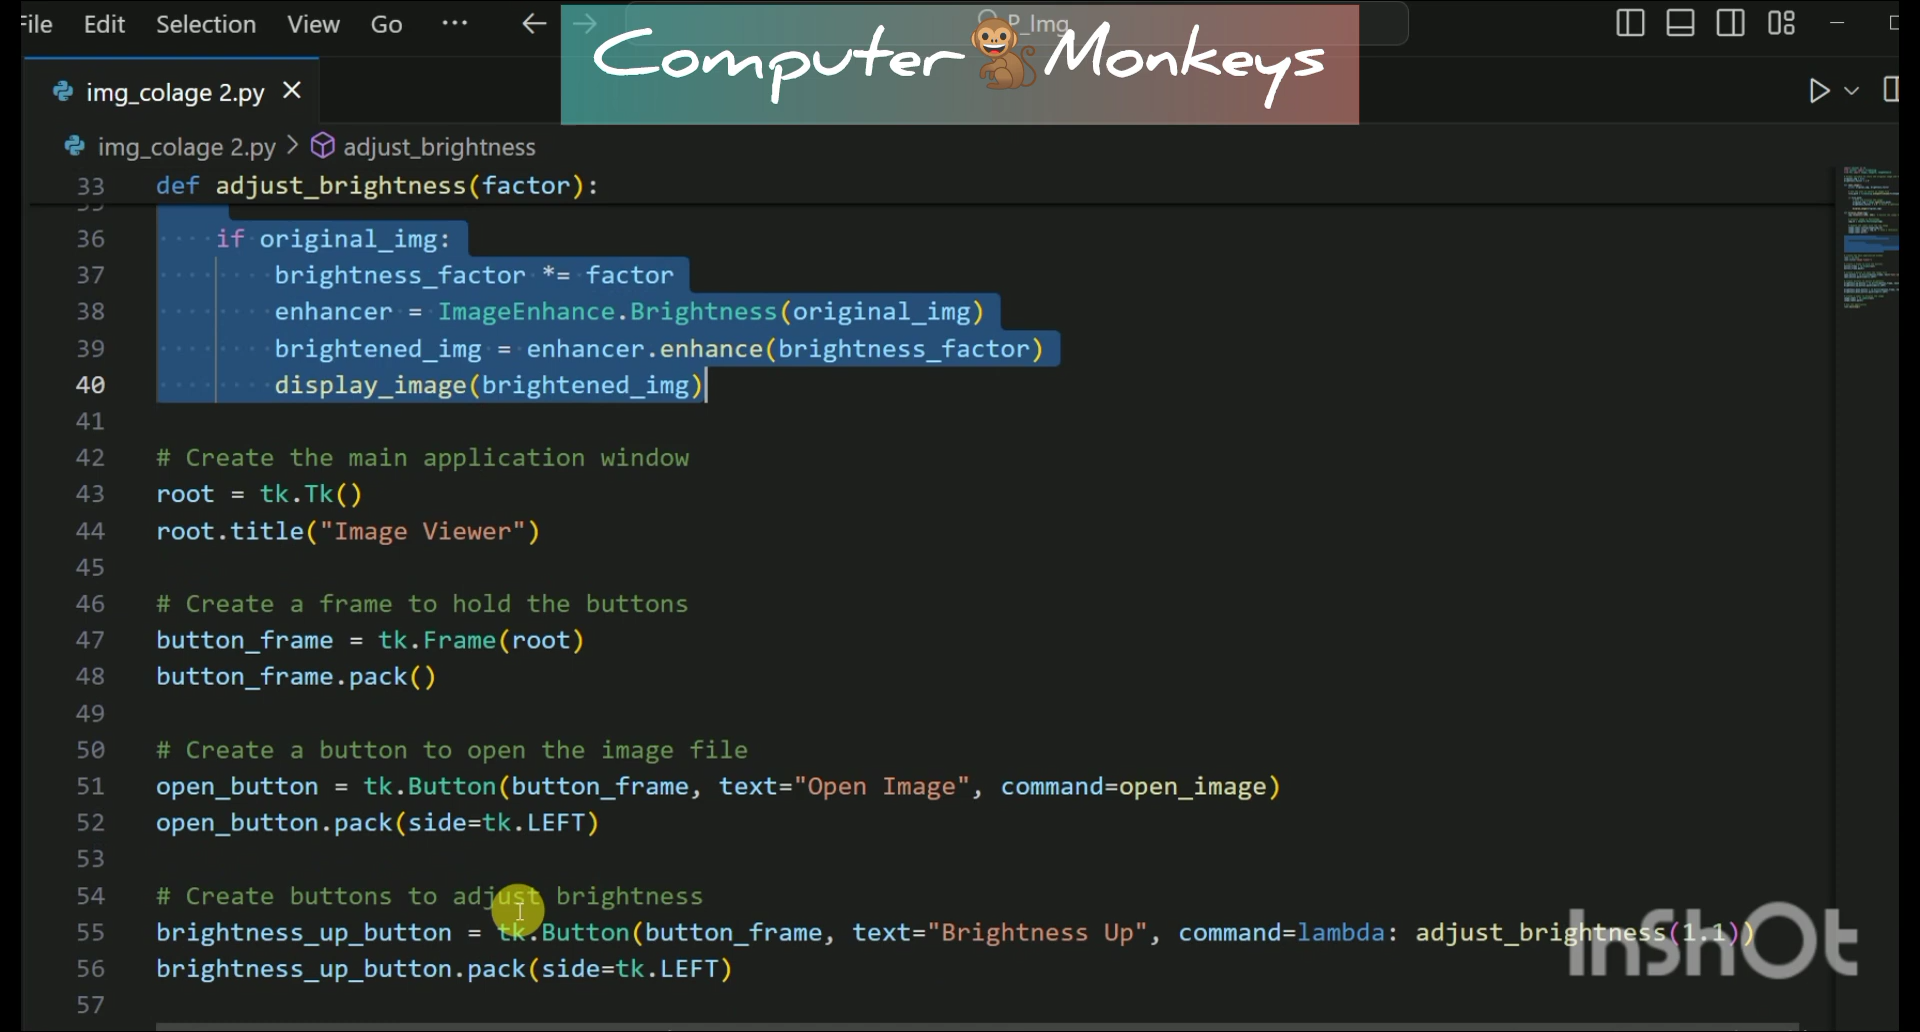 File Edit Selection View Go ···
P_Img
Computer Monkeys
img_colage 2.py
img_colage 2.py > adjust_brightness
33 def adjust_brightness(factor):
35
36 if original_img:
37 brightness_factor *= factor
38 enhancer = ImageEnhance.Brightness(original_img)
39 brightened_img = enhancer.enhance(brightness_factor)
40 display_image(brightened_img)
41
42 # Create the main application window
43 root = tk.Tk()
44 root.title("Image Viewer")
45
46 # Create a frame to hold the buttons
47 button_frame = tk.Frame(root)
48 button_frame.pack()
49
50 # Create a button to open the image file
51 open_button = tk.Button(button_frame, text="Open Image", command=open_image)
52 open_button.pack(side=tk.LEFT)
53
54 # Create buttons to adjust brightness
55 brightness_up_button = tk.Button(button_frame, text="Brightness Up", command=lambda: adjust_brightness(1.1))
56 brightness_up_button.pack(side=tk.LEFT)
57
InShOt